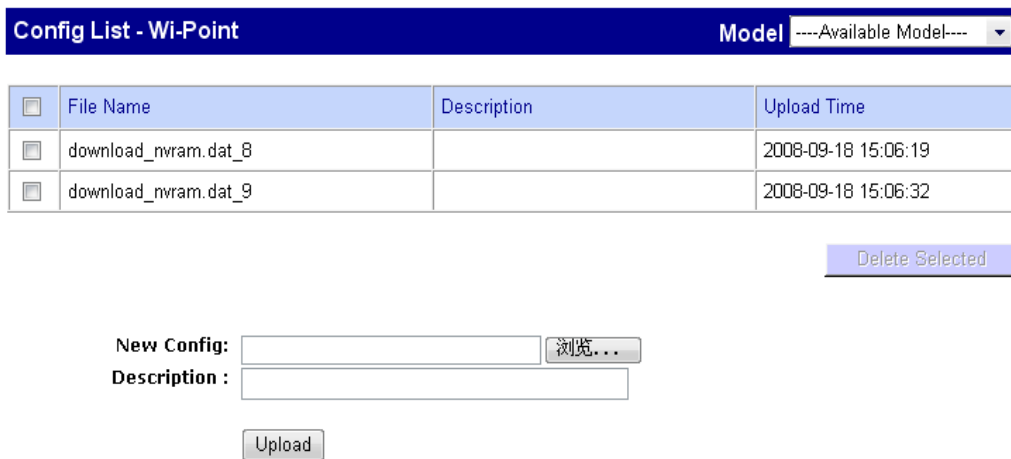 Config List - Wi-Point Model ----Available Model----
File Name Description Upload Time
download_nvram.dat_8 2008-09-18 15:06:19
download_nvram.dat_9 2008-09-18 15:06:32
Delete Selected
New Config: 浏览...
Description :
Upload